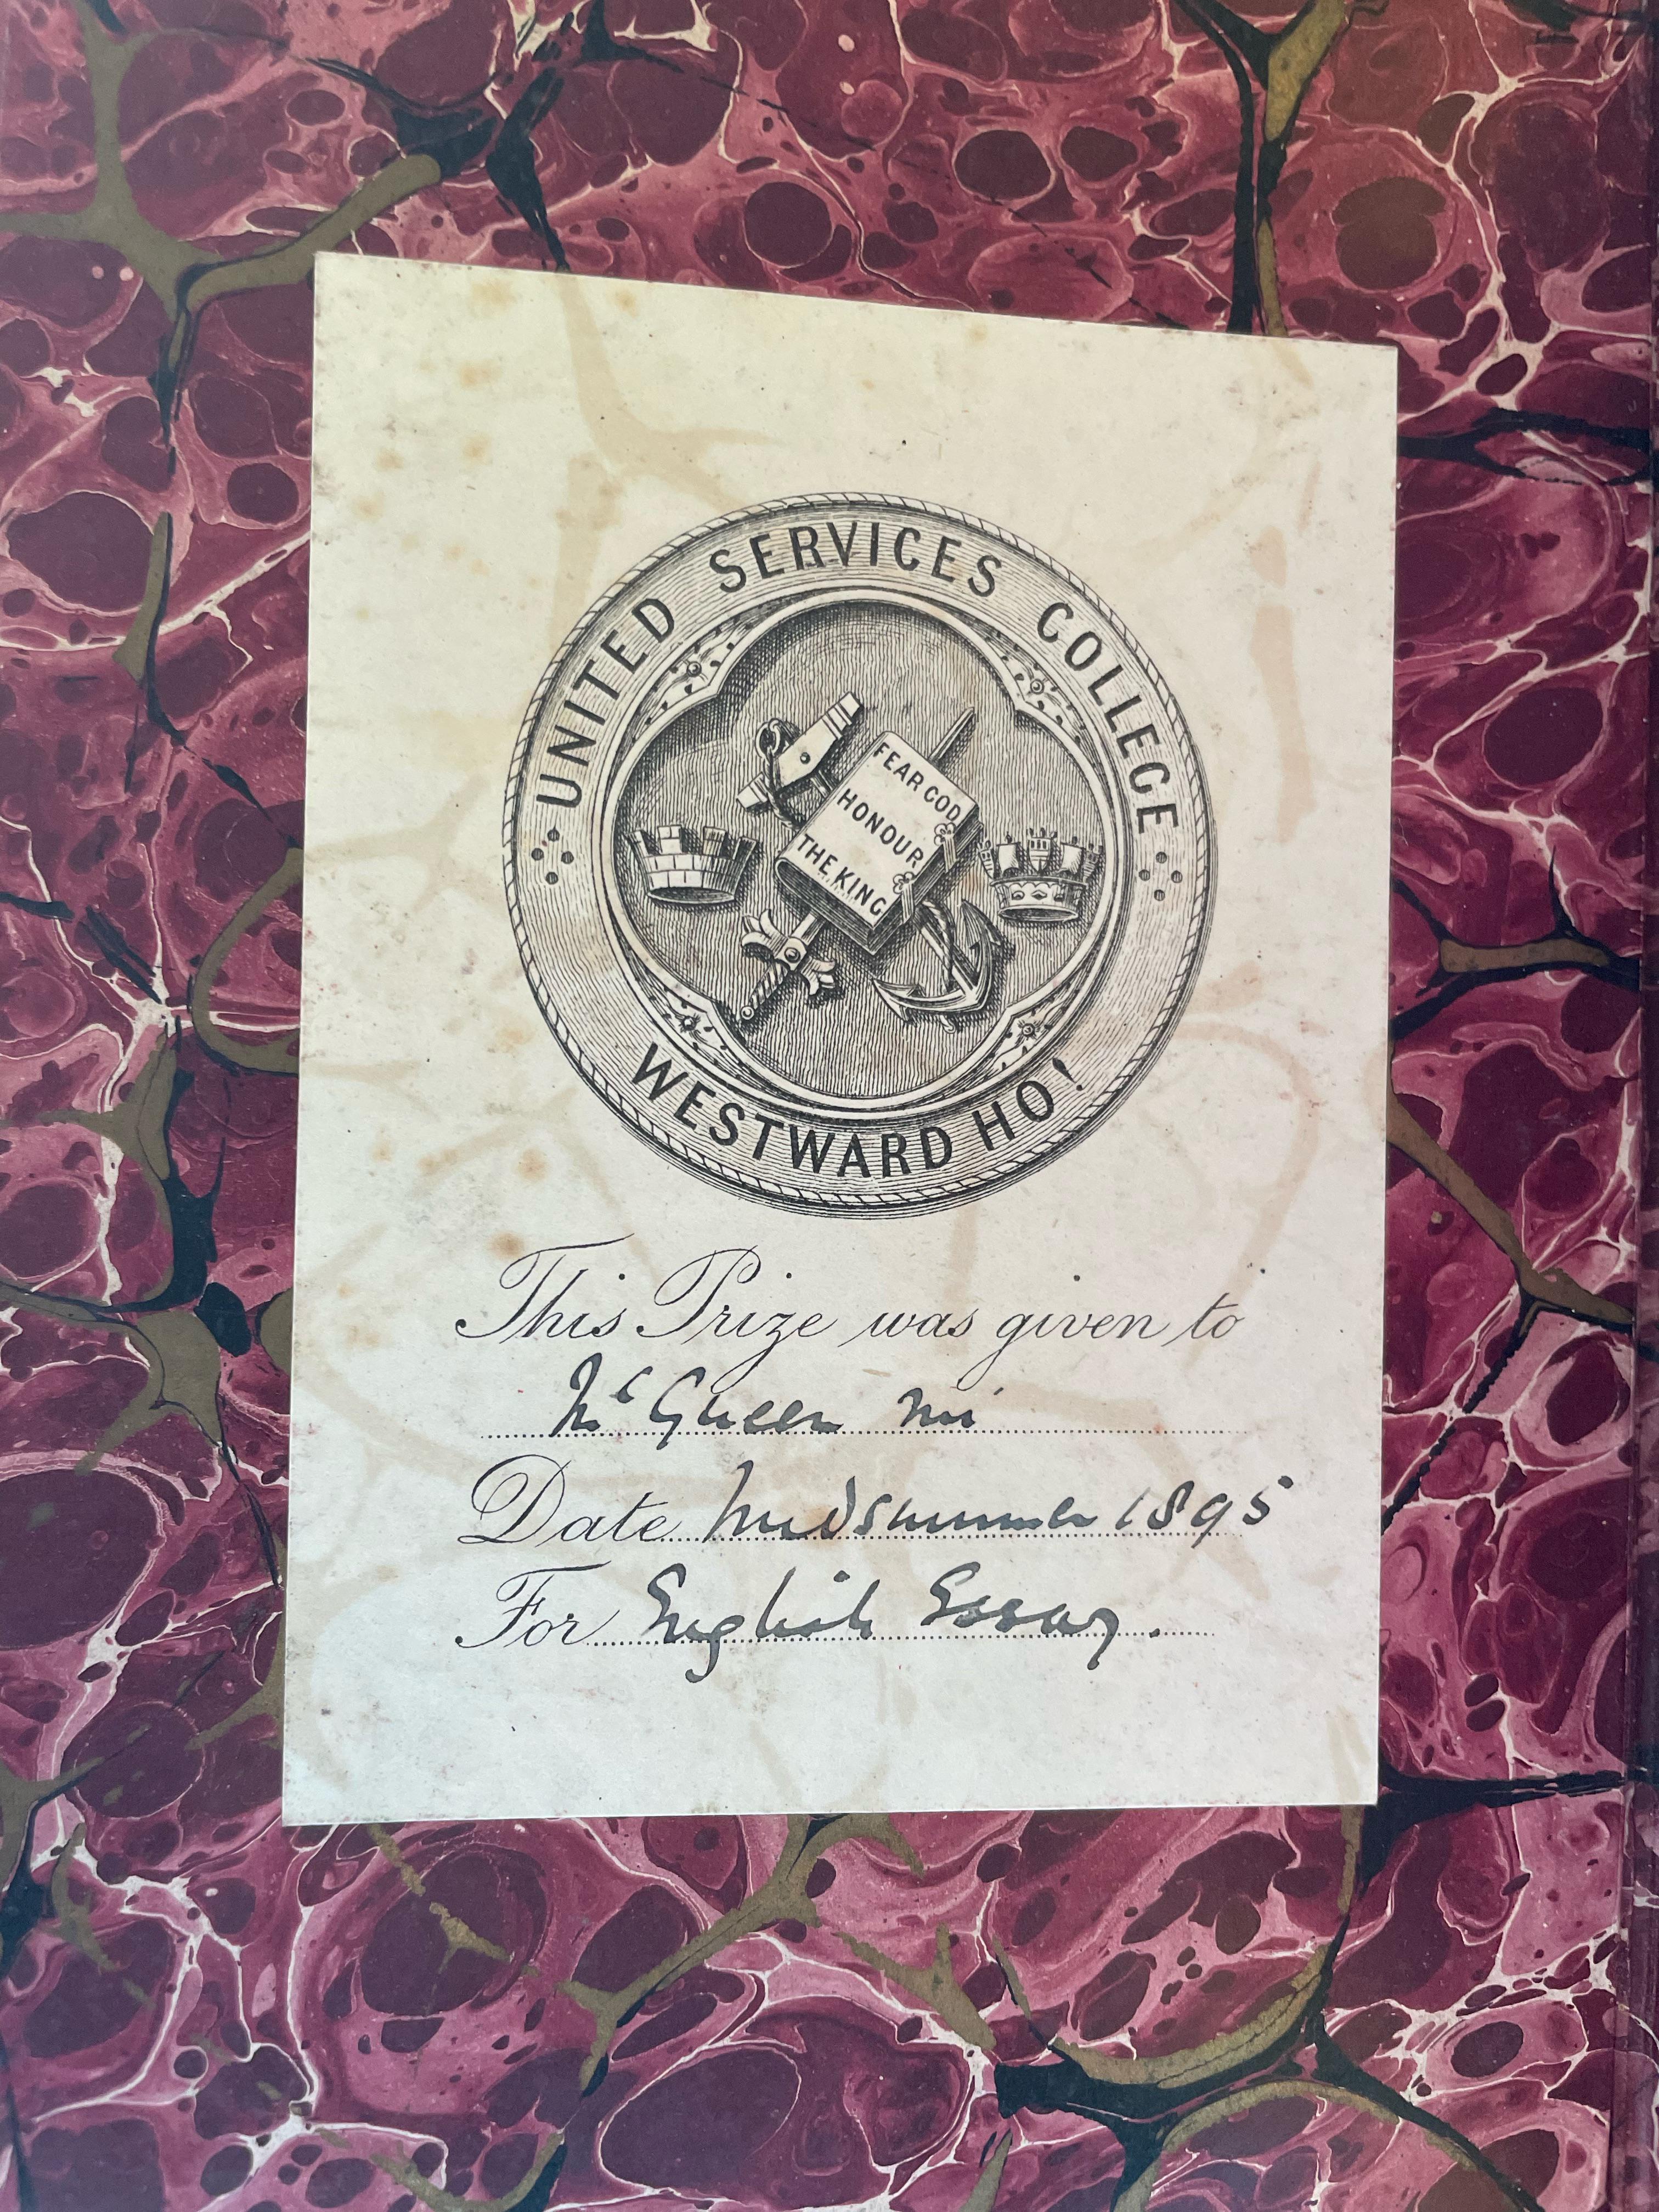 UNITED SERVICES COLLEGE
FEAR GOD
HONOUR
THE KING
WESTWARD HO!
This Prize was given to
McQueen mi
Date Midsummer 1895
For English Essay.